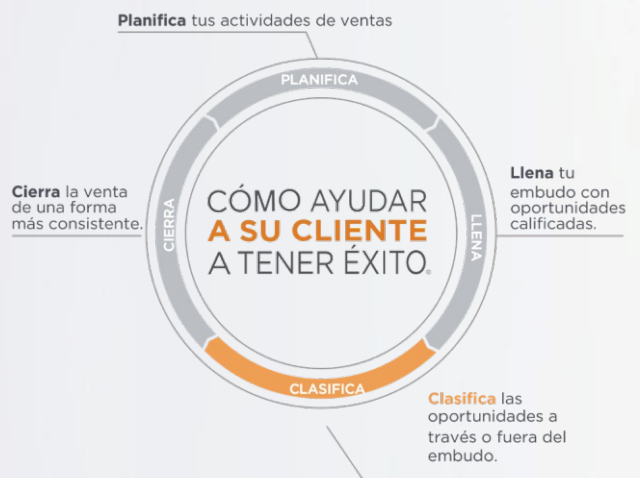 Planifica tus actividades de ventas
PLANIFICA
Cierra la venta
de una forma
más consistente.
CIERRA
CÓMO AYUDAR
A SU CLIENTE
A TENER ÉXITO®
LLENA
Llena tu
embudo con
oportunidades
calificadas.
CLASIFICA
Clasifica las
oportunidades a
través o fuera del
embudo.